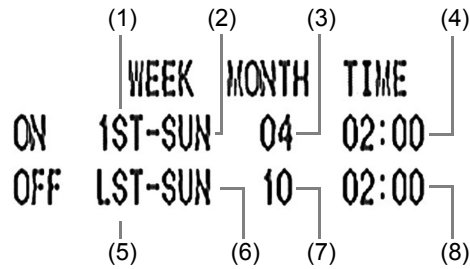 (1) (2) (3) (4)
WEEK MONTH TIME
ON 1ST-SUN 04 02:00
OFF LST-SUN 10 02:00
(5) (6) (7) (8)